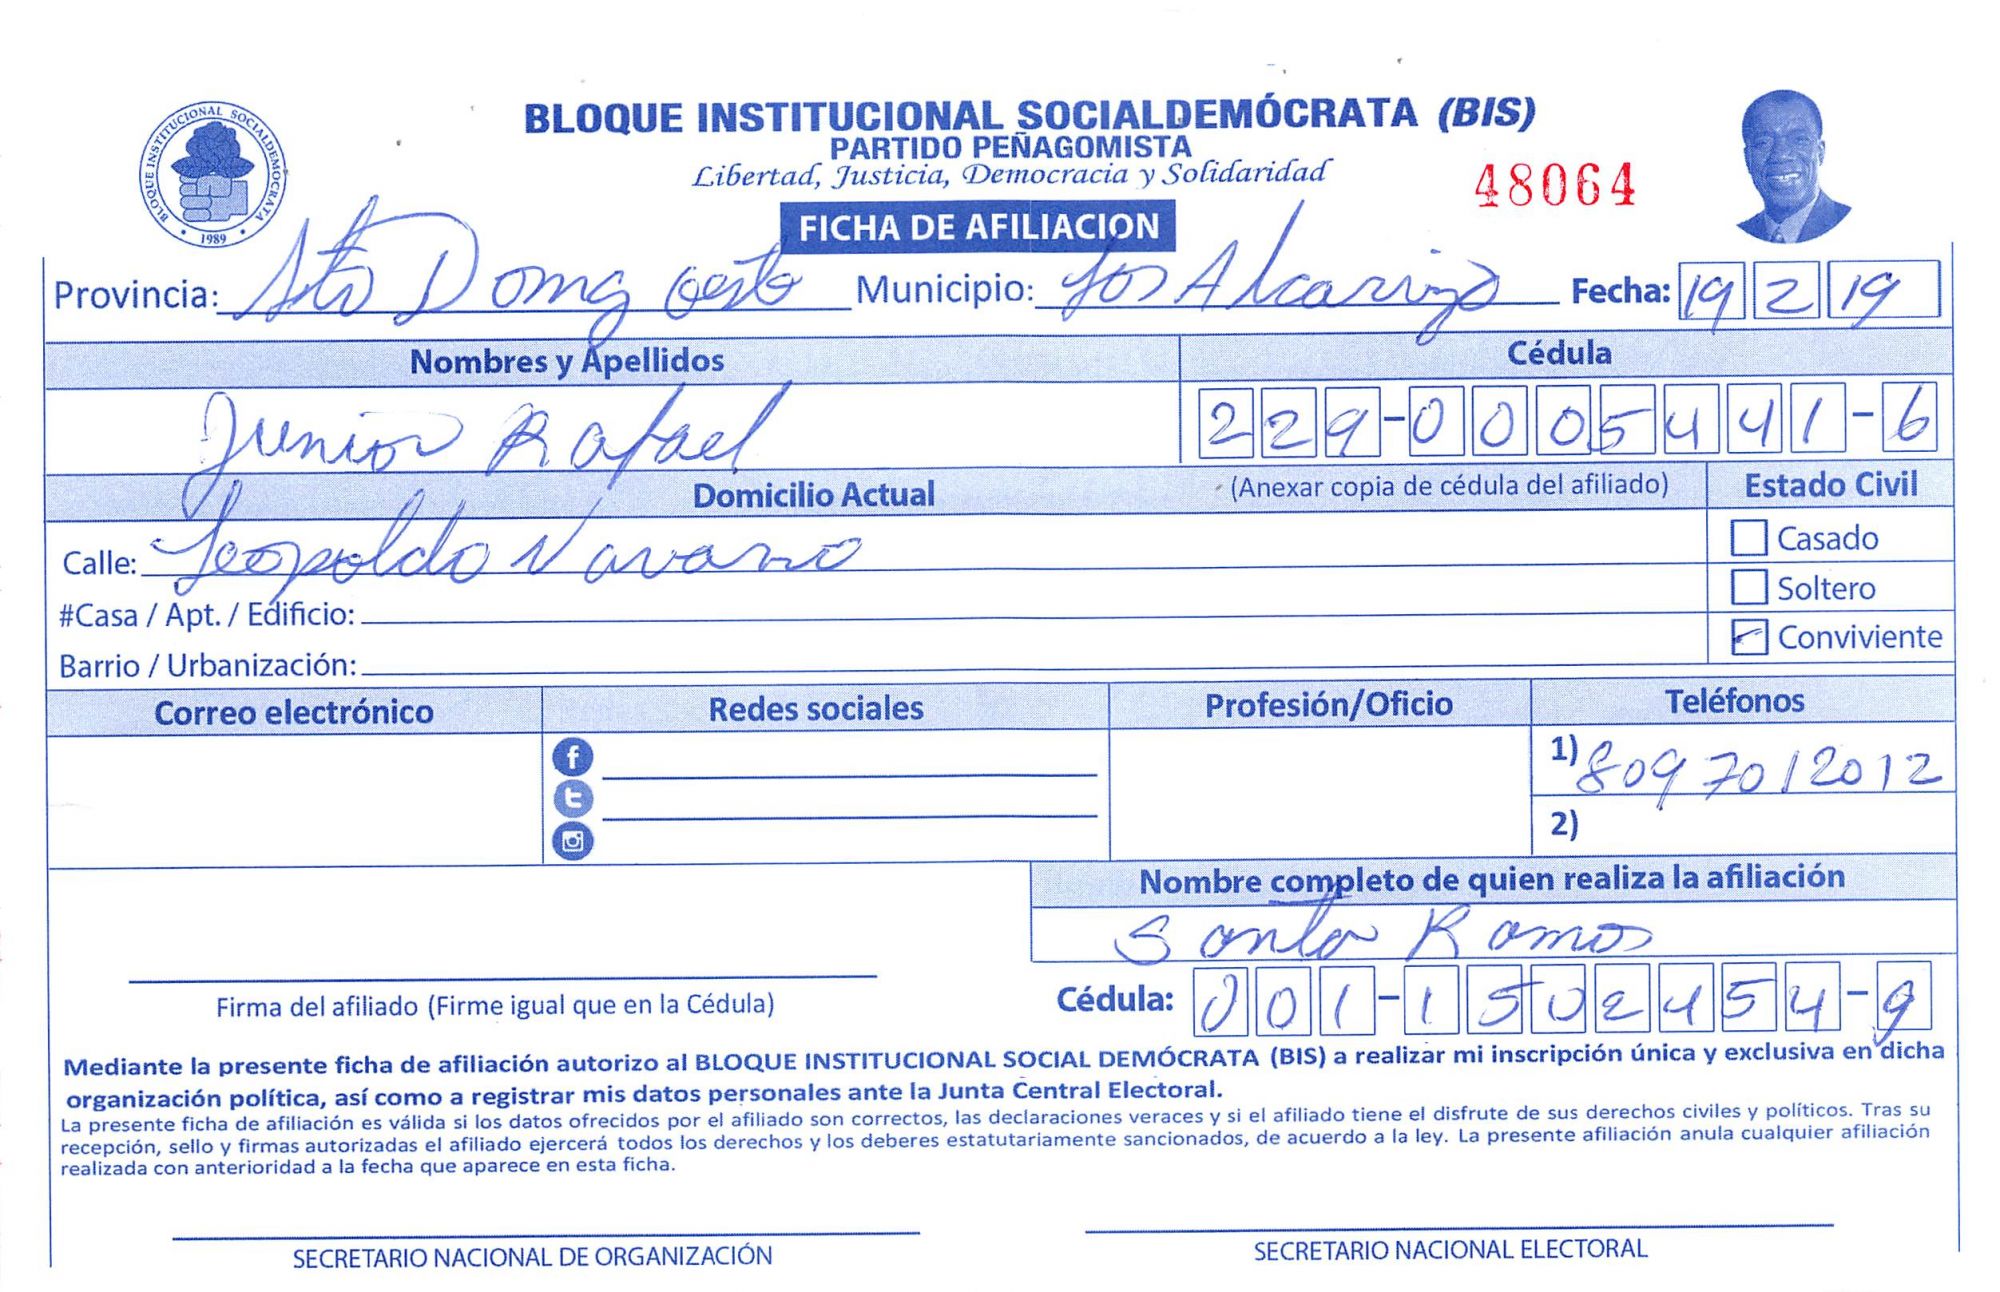 BLOQUE INSTITUCIONAL SOCIALDEMÓCRATA (BIS)
PARTIDO PEÑAGOMISTA
Libertad, Justicia, Democracia y Solidaridad
48064
BLOQUE INSTITUCIONAL SOCIALDEMOCRATA
1989
FICHA DE AFILIACION
Provincia: Sto Domg oeste Municipio: Los Alcarrizo Fecha: 19 2 19
Nombres y Apellidos Cédula
Junior Rafael 229-0005441-6
Domicilio Actual (Anexar copia de cédula del afiliado) Estado Civil
Calle: Leopoldo Navarro Casado
#Casa / Apt. / Edificio: Soltero
Barrio / Urbanización: Conviviente
Correo electrónico Redes sociales Profesión/Oficio Teléfonos
1) 8097012012
2)
Nombre completo de quien realiza la afiliación
Santa Ramos
Firma del afiliado (Firme igual que en la Cédula) Cédula: 001-1502454-9
Mediante la presente ficha de afiliación autorizo al BLOQUE INSTITUCIONAL SOCIAL DEMÓCRATA (BIS) a realizar mi inscripción única y exclusiva en dicha
organización política, así como a registrar mis datos personales ante la Junta Central Electoral.
La presente ficha de afiliación es válida si los datos ofrecidos por el afiliado son correctos, las declaraciones veraces y si el afiliado tiene el disfrute de sus derechos civiles y políticos. Tras su
recepción, sello y firmas autorizadas el afiliado ejercerá todos los derechos y los deberes estatutariamente sancionados, de acuerdo a la ley. La presente afiliación anula cualquier afiliación
realizada con anterioridad a la fecha que aparece en esta ficha.
SECRETARIO NACIONAL DE ORGANIZACIÓN SECRETARIO NACIONAL ELECTORAL